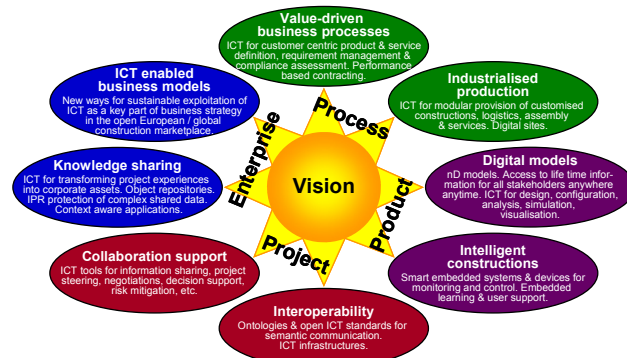 Value-driven
business processes
ICT for customer centric product & service
definition, requirement management &
compliance assessment. Performance
based contracting.
ICT enabled
business models
New ways for sustainable exploitation of
ICT as a key part of business strategy
in the open European / global
construction marketplace.
Industrialised
production
ICT for modular provision of customised
constructions, logistics, assembly
& services. Digital sites.
Knowledge sharing
ICT for transforming project experiences
into corporate assets. Object repositories.
IPR protection of complex shared data.
Context aware applications.
Enterprise
Process
Vision
Product
Project
Digital models
nD models. Access to life time infor-
mation for all stakeholders anywhere
anytime. ICT for design, configuration,
analysis, simulation,
visualisation.
Collaboration support
ICT tools for information sharing, project
steering, negotiations, decision support,
risk mitigation, etc.
Intelligent
constructions
Smart embedded systems & devices for
monitoring and control. Embedded
learning & user support.
Interoperability
Ontologies & open ICT standards for
semantic communication.
ICT infrastructures.